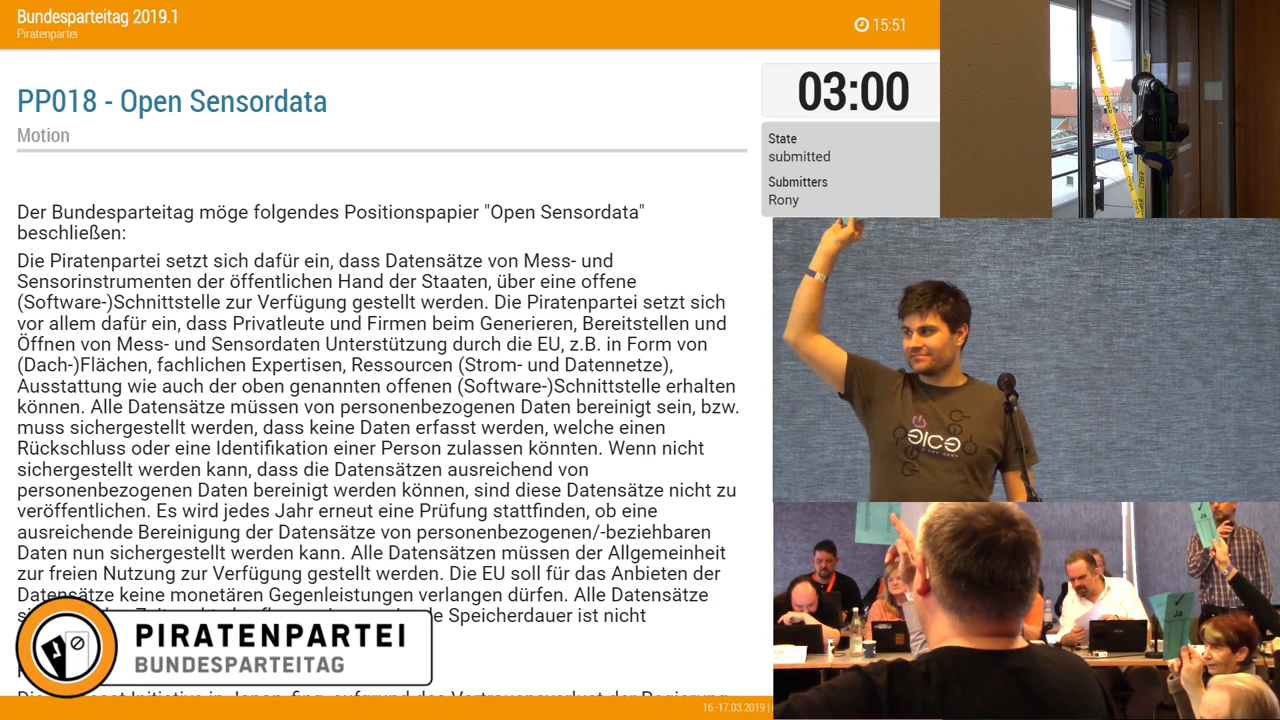 Bundesparteitag 2019.1
Piratenpartei
15:51
PP018 - Open Sensordata
Motion
03:00
State
submitted
Submitters
Rony
Der Bundesparteitag möge folgendes Positionspapier "Open Sensordata"
beschließen:
Die Piratenpartei setzt sich dafür ein, dass Datensätze von Mess- und
Sensorinstrumenten der öffentlichen Hand der Staaten, über eine offene
(Software-)Schnittstelle zur Verfügung gestellt werden. Die Piratenpartei setzt sich
vor allem dafür ein, dass Privatleute und Firmen beim Generieren, Bereitstellen und
Öffnen von Mess- und Sensordaten Unterstützung durch die EU, z.B. in Form von
(Dach-)Flächen, fachlichen Expertisen, Ressourcen (Strom- und Datennetze),
Ausstattung wie auch der oben genannten offenen (Software-)Schnittstelle erhalten
können. Alle Datensätze müssen von personenbezogenen Daten bereinigt sein, bzw.
muss sichergestellt werden, dass keine Daten erfasst werden, welche einen
Rückschluss oder eine Identifikation einer Person zulassen könnten. Wenn nicht
sichergestellt werden kann, dass die Datensätzen ausreichend von
personenbezogenen Daten bereinigt werden können, sind diese Datensätze nicht zu
veröffentlichen. Es wird jedes Jahr erneut eine Prüfung stattfinden, ob eine
ausreichende Bereinigung der Datensätze von personenbezogenen/-beziehbaren
Daten nun sichergestellt werden kann. Alle Datensätzen müssen der Allgemeinheit
zur freien Nutzung zur Verfügung gestellt werden. Die EU soll für das Anbieten der
Datensätze keine monetären Gegenleistungen verlangen dürfen. Alle Datensätze
Speicherdauer ist nicht
PIRATENPARTEI
BUNDESPARTEITAG
16.-17.03.2019 |
CYBER
CYBER
CYBER
Ja
Ja